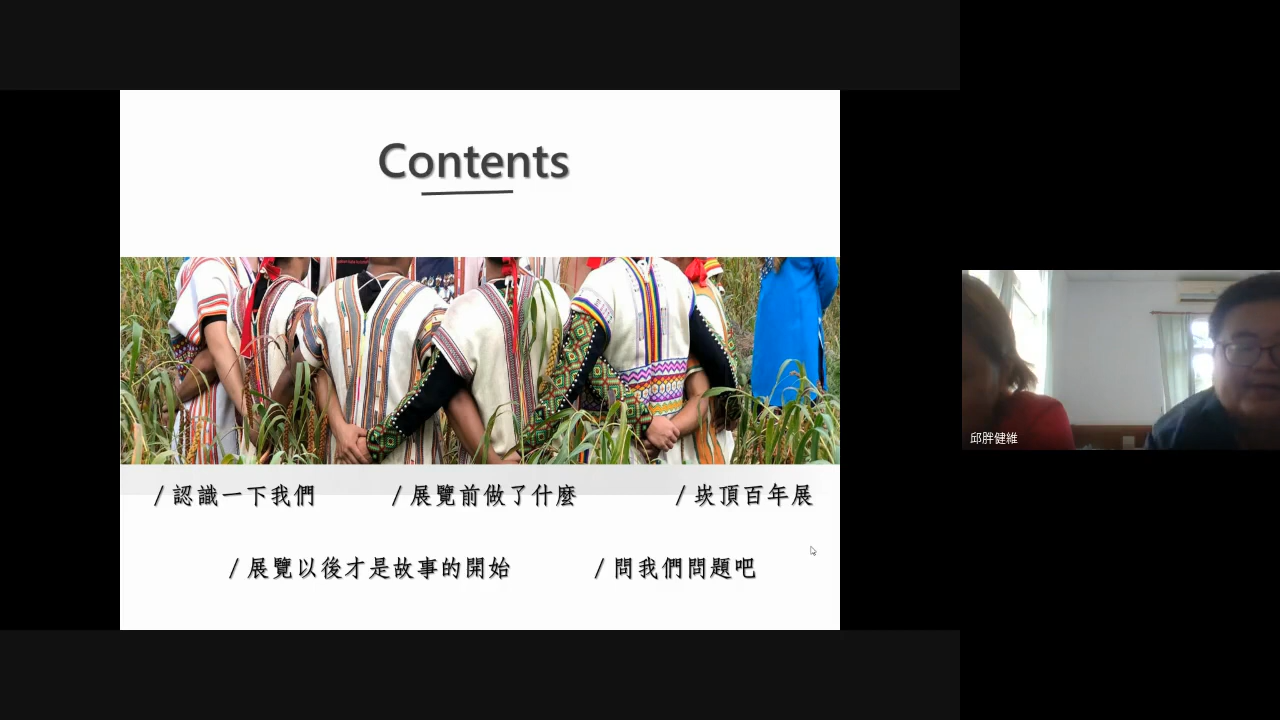 Contents
/ 認識一下我們 / 展覽前做了什麼 / 崁頂百年展
/ 展覽以後才是故事的開始 / 問我們問題吧
邱胖健維